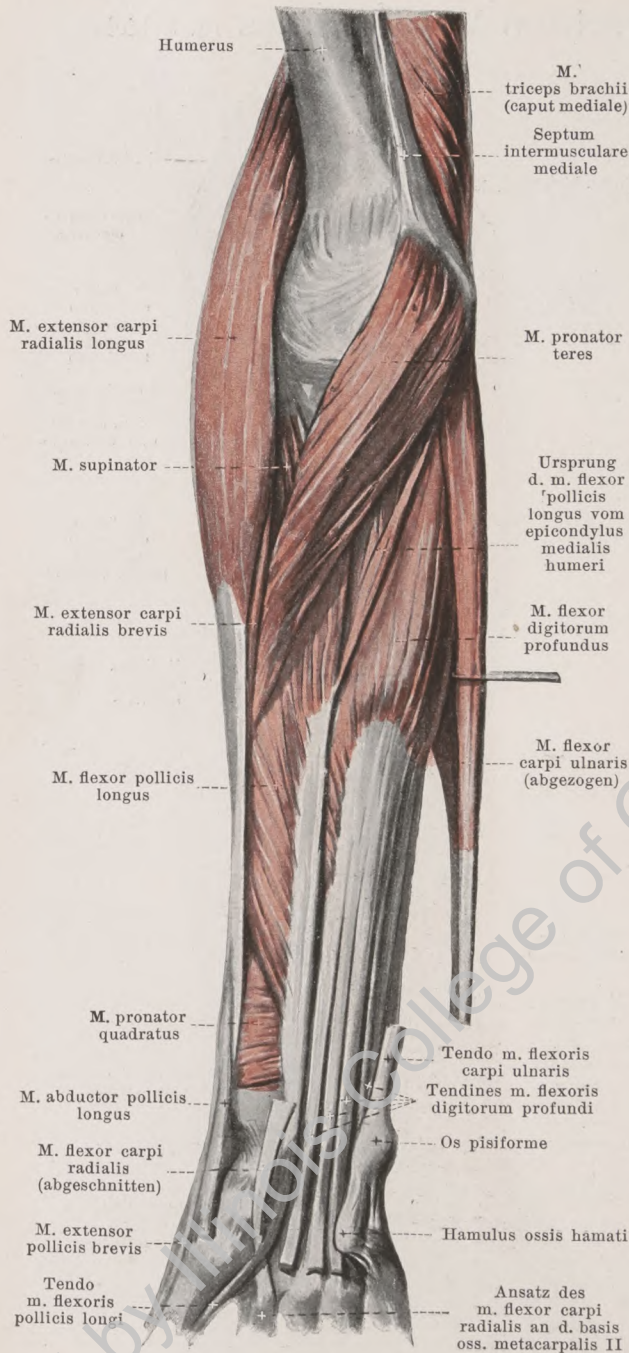 Humerus
M. extensor carpi
radialis longus
M. supinator
M. extensor carpi
radialis brevis
M. flexor pollicis
longus
M. pronator
quadratus
M. abductor pollicis
longus
M. flexor carpi
radialis
(abgeschnitten)
M. extensor
pollicis brevis
Tendo
m. flexoris
pollicis longi
M.
triceps brachii
(caput mediale)
Septum
intermusculare
mediale
M. pronator
teres
Ursprung
d. m. flexor
pollicis
longus vom
epicondylus
medialis
humeri
M. flexor
digitorum
profundus
M. flexor
carpi ulnaris
(abgezogen)
Tendo m. flexoris
carpi ulnaris
Tendines m. flexoris
digitorum profundi
Os pisiforme
Hamulus ossis hamati
Ansatz des
m. flexor carpi
radialis an d. basis
oss. metacarpalis II
by Illinois College of